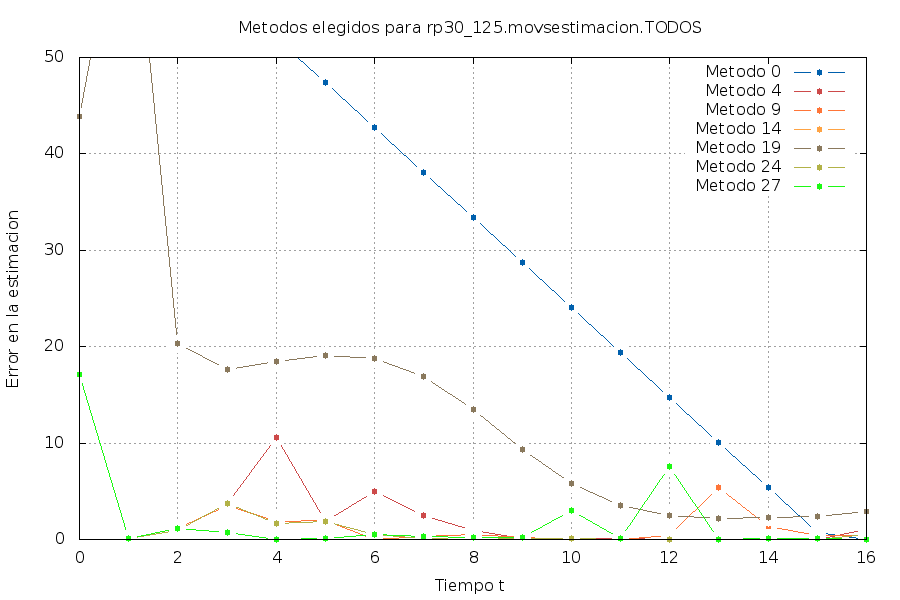 Metodos elegidos para rp30_125.movsestimacion.TODOS
50
40
30
20
10
0
Error en la estimacion
Metodo 0
Metodo 4
Metodo 9
Metodo 14
Metodo 19
Metodo 24
Metodo 27
0 2 4 6 8 10 12 14 16
Tiempo t